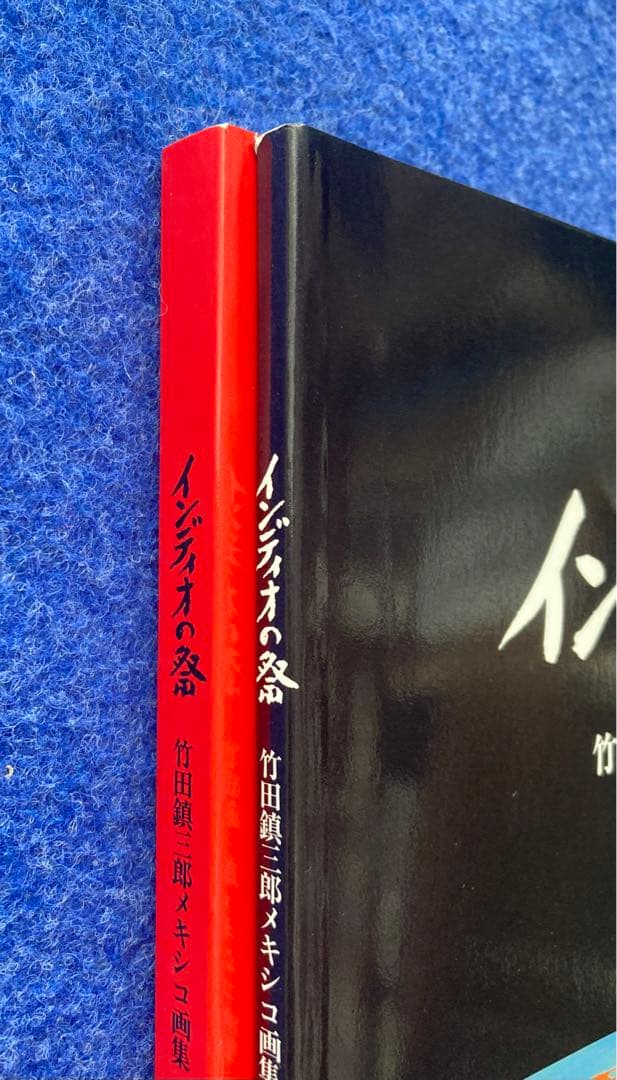 インディオの祭
竹田鎮三郎メキシコ画集
インディオの祭
竹田鎮三郎メキシコ画集
イン
竹